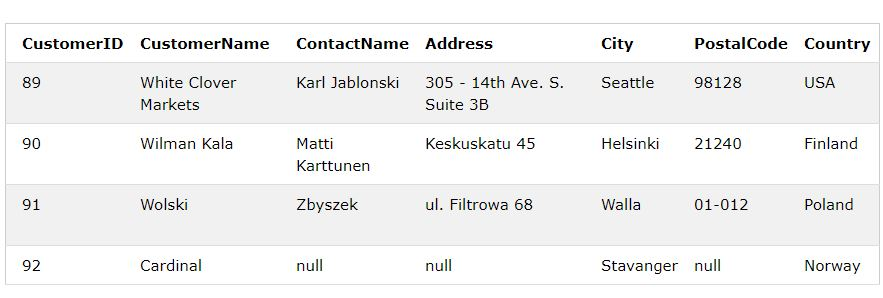 CustomerID CustomerName ContactName Address City PostalCode Country
89 White Clover Karl Jablonski 305 - 14th Ave. S. Seattle 98128 USA
Markets Suite 3B
90 Wilman Kala Matti Keskuskatu 45 Helsinki 21240 Finland
Karttunen
91 Wolski Zbyszek ul. Filtrowa 68 Walla 01-012 Poland
92 Cardinal null null Stavanger null Norway